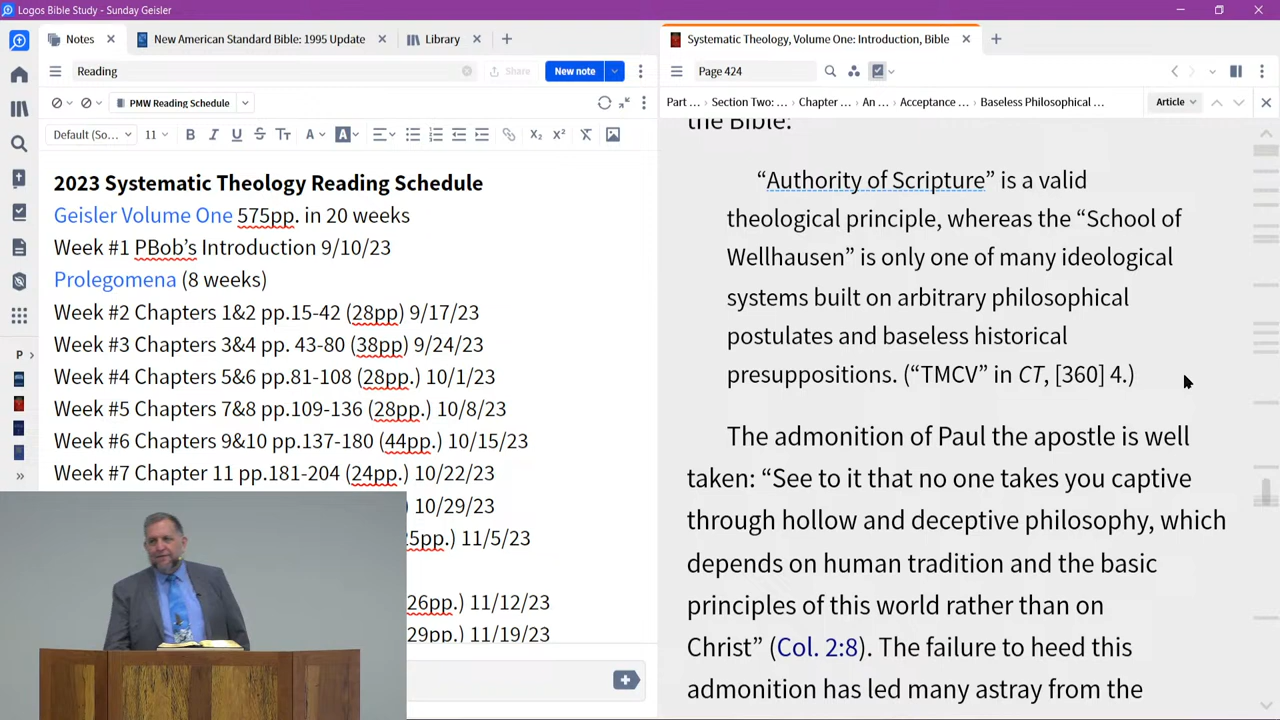 Logos Bible Study - Sunday Geisler
Notes
New American Standard Bible: 1995 Update
Library
Systematic Theology, Volume One: Introduction, Bible
Reading
Share
New note
Page 424
PMW Reading Schedule
Part ... Section Two: ... Chapter ... An ... Acceptance ... Baseless Philosophical ...
Article
Default (So... 11
2023 Systematic Theology Reading Schedule
Geisler Volume One 575pp. in 20 weeks
Week #1 PBob’s Introduction 9/10/23
Prolegomena (8 weeks)
Week #2 Chapters 1&2 pp.15-42 (28pp) 9/17/23
Week #3 Chapters 3&4 pp. 43-80 (38pp) 9/24/23
Week #4 Chapters 5&6 pp.81-108 (28pp.) 10/1/23
Week #5 Chapters 7&8 pp.109-136 (28pp.) 10/8/23
Week #6 Chapters 9&10 pp.137-180 (44pp.) 10/15/23
Week #7 Chapter 11 pp.181-204 (24pp.) 10/22/23
) 10/29/23
5pp.) 11/5/23
26pp.) 11/12/23
29pp.) 11/19/23
the Bible:
“Authority of Scripture” is a valid
theological principle, whereas the “School of
Wellhausen” is only one of many ideological
systems built on arbitrary philosophical
postulates and baseless historical
presuppositions. (“TMCV” in CT, [360] 4.)
The admonition of Paul the apostle is well
taken: “See to it that no one takes you captive
through hollow and deceptive philosophy, which
depends on human tradition and the basic
principles of this world rather than on
Christ” (Col. 2:8). The failure to heed this
admonition has led many astray from the